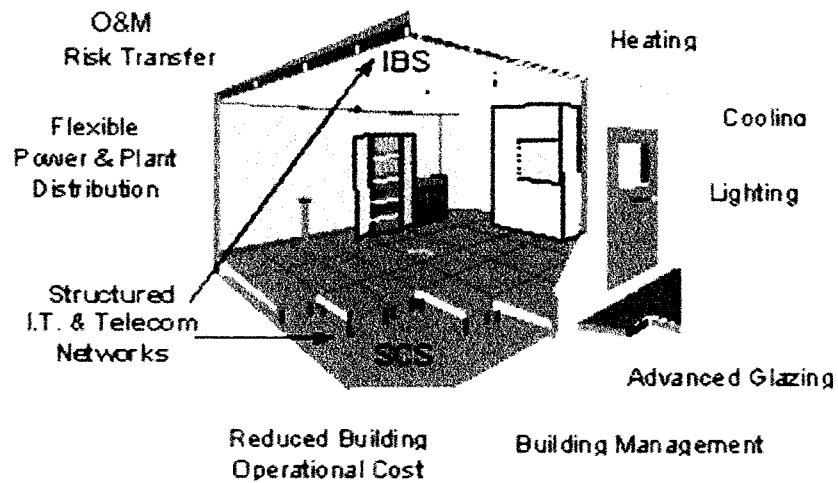 O&M
Risk Transfer
IBS
Heating
Flexible
Power & Plant
Distribution
Cooling
Lighting
Structured
I.T. & Telecom
Networks
SCS
Advanced Glazing
Reduced Building
Operational Cost
Building Management